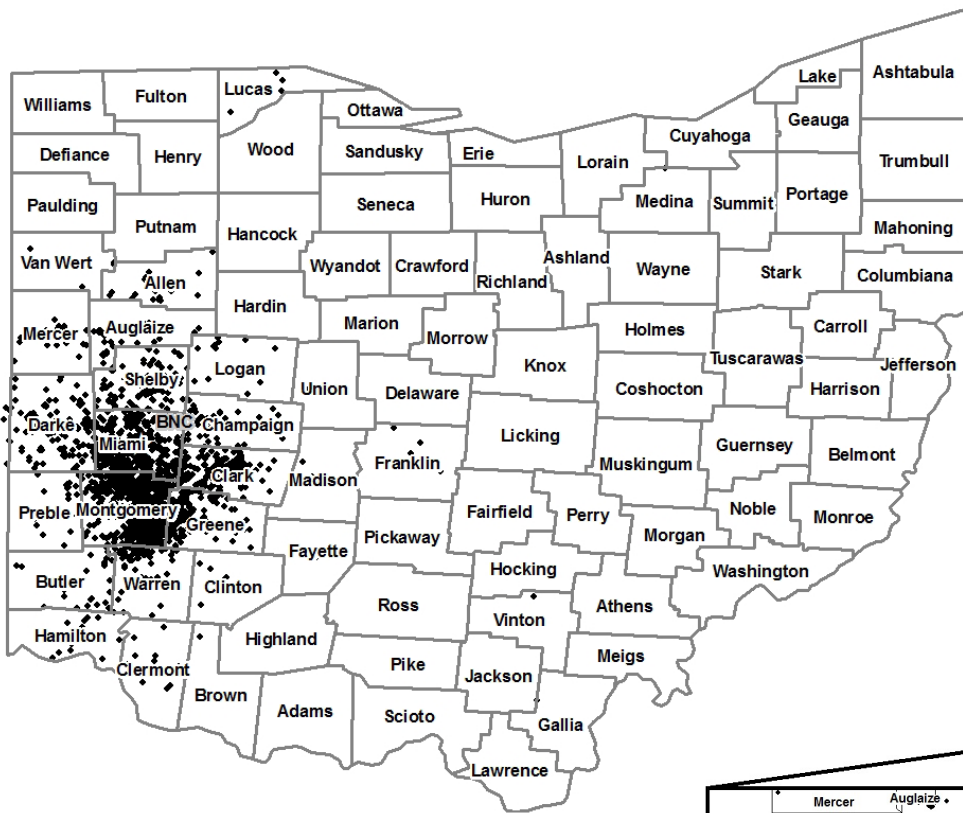 Lake
Ashtabula
Lucas
Fulton
Williams
Ottawa
Geauga
Cuyahoga
Wood
Sandusky
Erie
Defiance
Henry
Lorain
Trumbull
Paulding
Seneca
Huron
Medina
Summit
Portage
Putnam
Hancock
Mahoning
Van Wert
Allen
Wyandot
Crawford
Richland
Ashland
Wayne
Stark
Columbiana
Hardin
Mercer
Auglaize
Marion
Morrow
Holmes
Carroll
Logan
Knox
Tuscarawas
Jefferson
Shelby
Union
Delaware
Coshocton
Harrison
Darke
BNC
Champaign
Miami
Licking
Guernsey
Belmont
Franklin
Muskingum
Clark
Madison
Preble
Montgomery
Greene
Fairfield
Perry
Noble
Monroe
Pickaway
Morgan
Fayette
Hocking
Washington
Butler
Warren
Clinton
Ross
Athens
Vinton
Hamilton
Highland
Meigs
Clermont
Pike
Jackson
Brown
Adams
Scioto
Gallia
Lawrence
Mercer
Auglaize